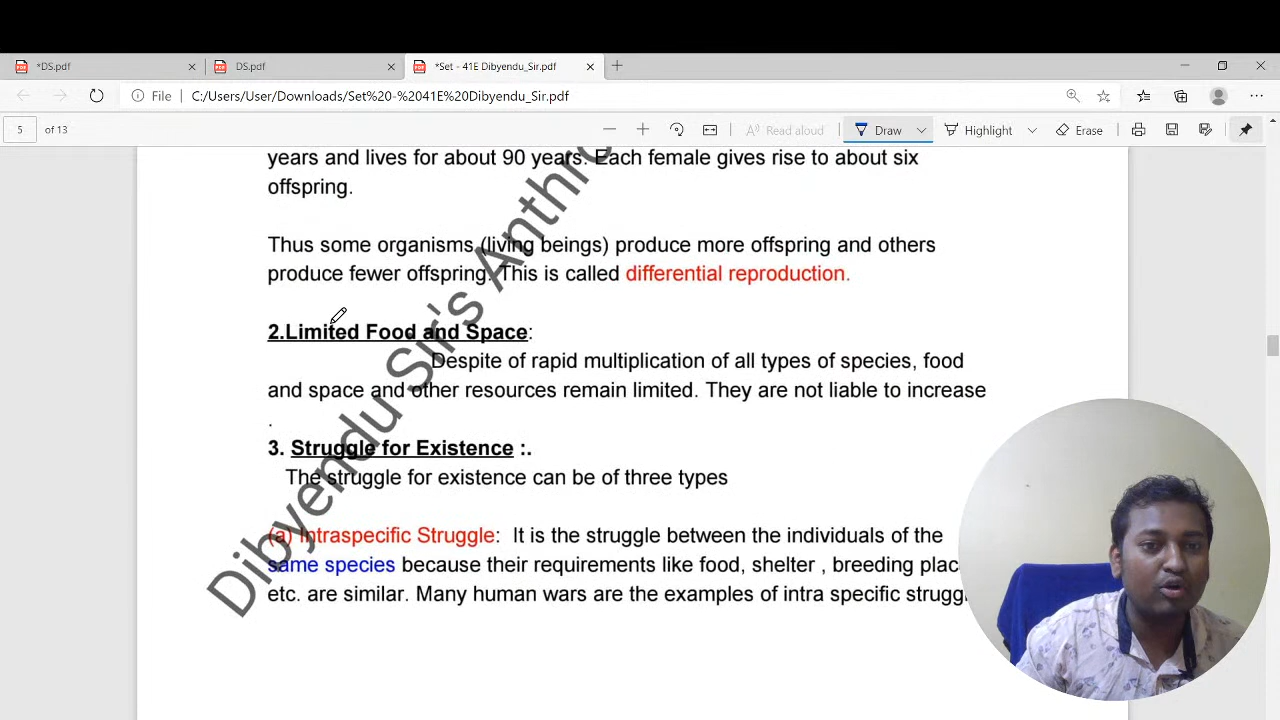 *DS.pdf
DS.pdf
*Set - 41E Dibyendu_Sir.pdf
File C:/Users/User/Downloads/Set%20-%2041E%20Dibyendu_Sir.pdf
5 of 13 Read aloud Draw Highlight Erase
years and lives for about 90 years. Each female gives rise to about six
offspring.
Thus some organisms (living beings) produce more offspring and others
produce fewer offspring. This is called differential reproduction.
2.Limited Food and Space:
Despite of rapid multiplication of all types of species, food
and space and other resources remain limited. They are not liable to increase
.
3. Struggle for Existence :.
The struggle for existence can be of three types
(a) Intraspecific Struggle: It is the struggle between the individuals of the
same species because their requirements like food, shelter , breeding plac
etc. are similar. Many human wars are the examples of intra specific strugg
Dibyendu Sir's Anthro